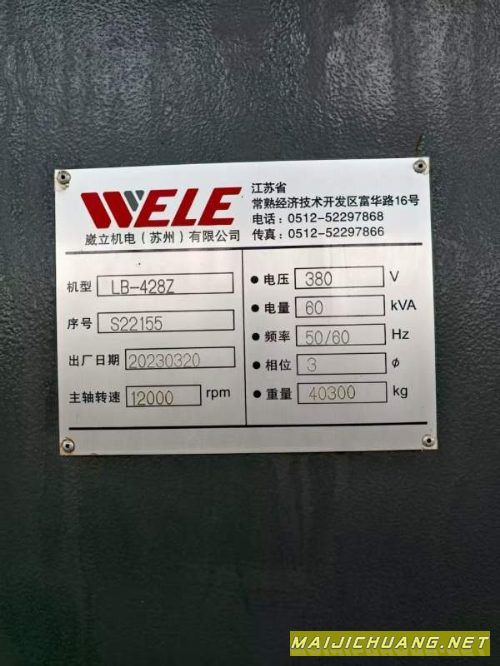 WELE
崴立机电（苏州）有限公司
江苏省
常熟经济技术开发区富华路16号
电话：0512-52297868
传真：0512-52297866
机型 LB-428Z
序号 S22155
出厂日期 20230320
主轴转速 12000 rpm
• 电压 380 V
• 电量 60 kVA
• 频率 50/60 Hz
• 相位 3 ø
• 重量 40300 kg
MAIJICHUANG.NET